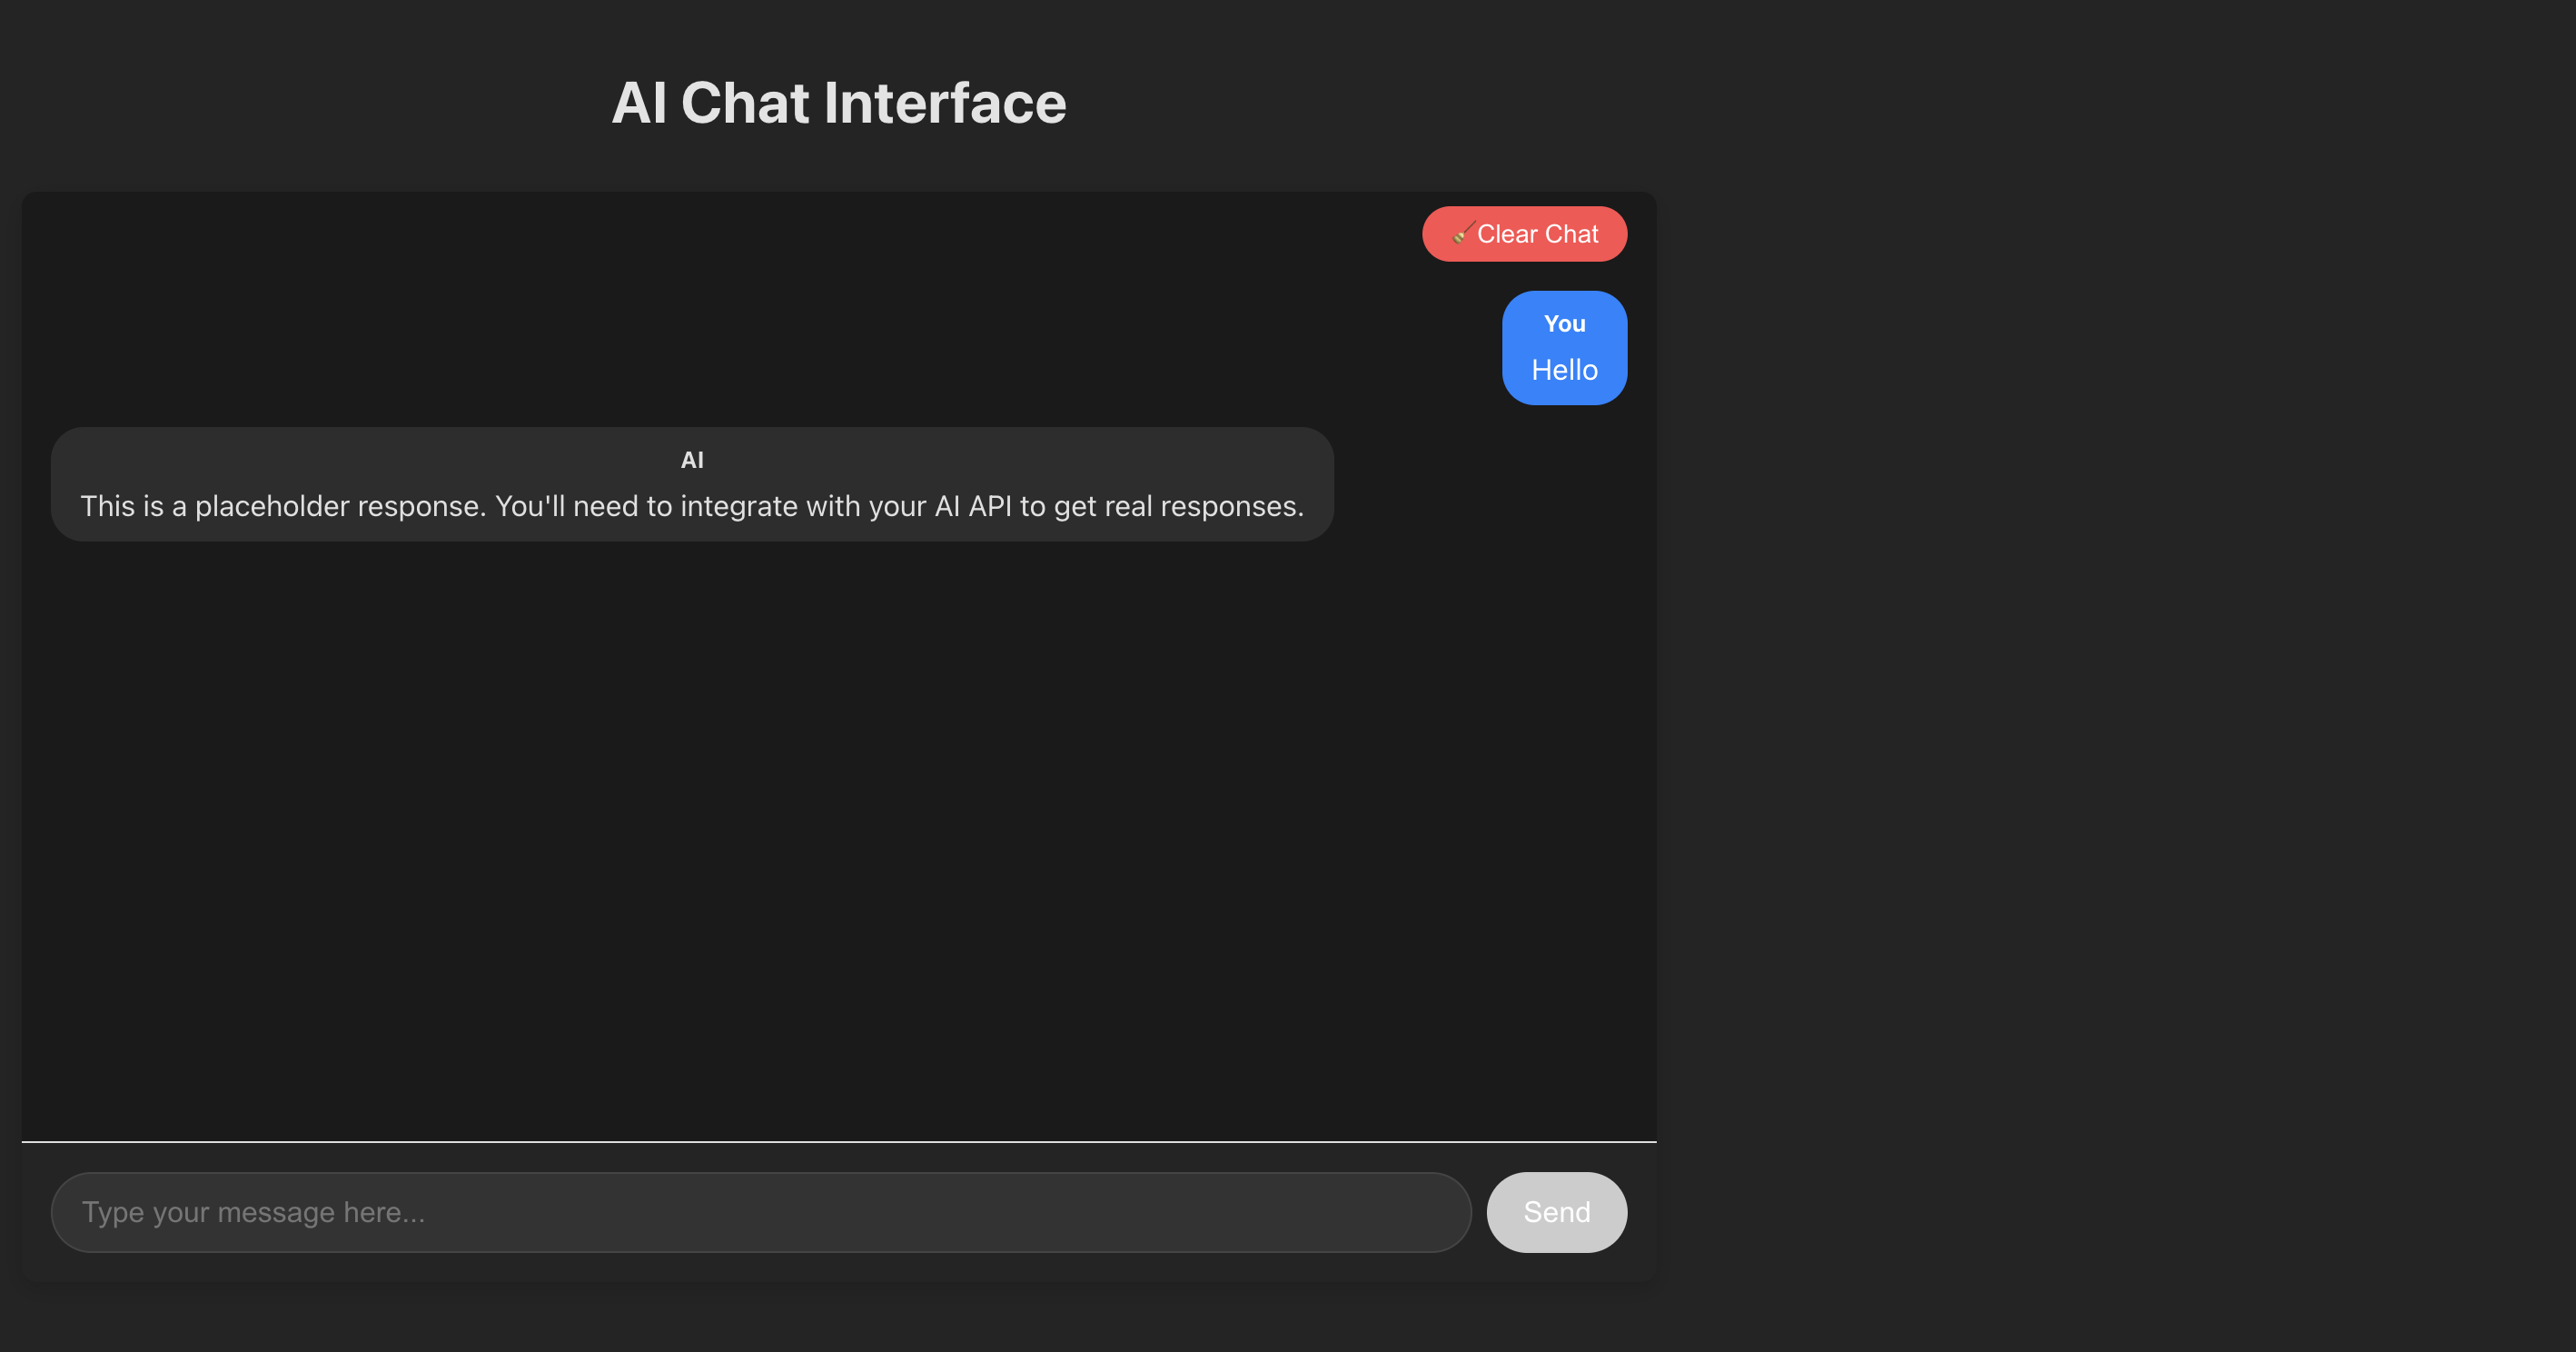 AI Chat Interface
🧹Clear Chat
You
Hello
AI
This is a placeholder response. You'll need to integrate with your AI API to get real responses.
Type your message here...
Send